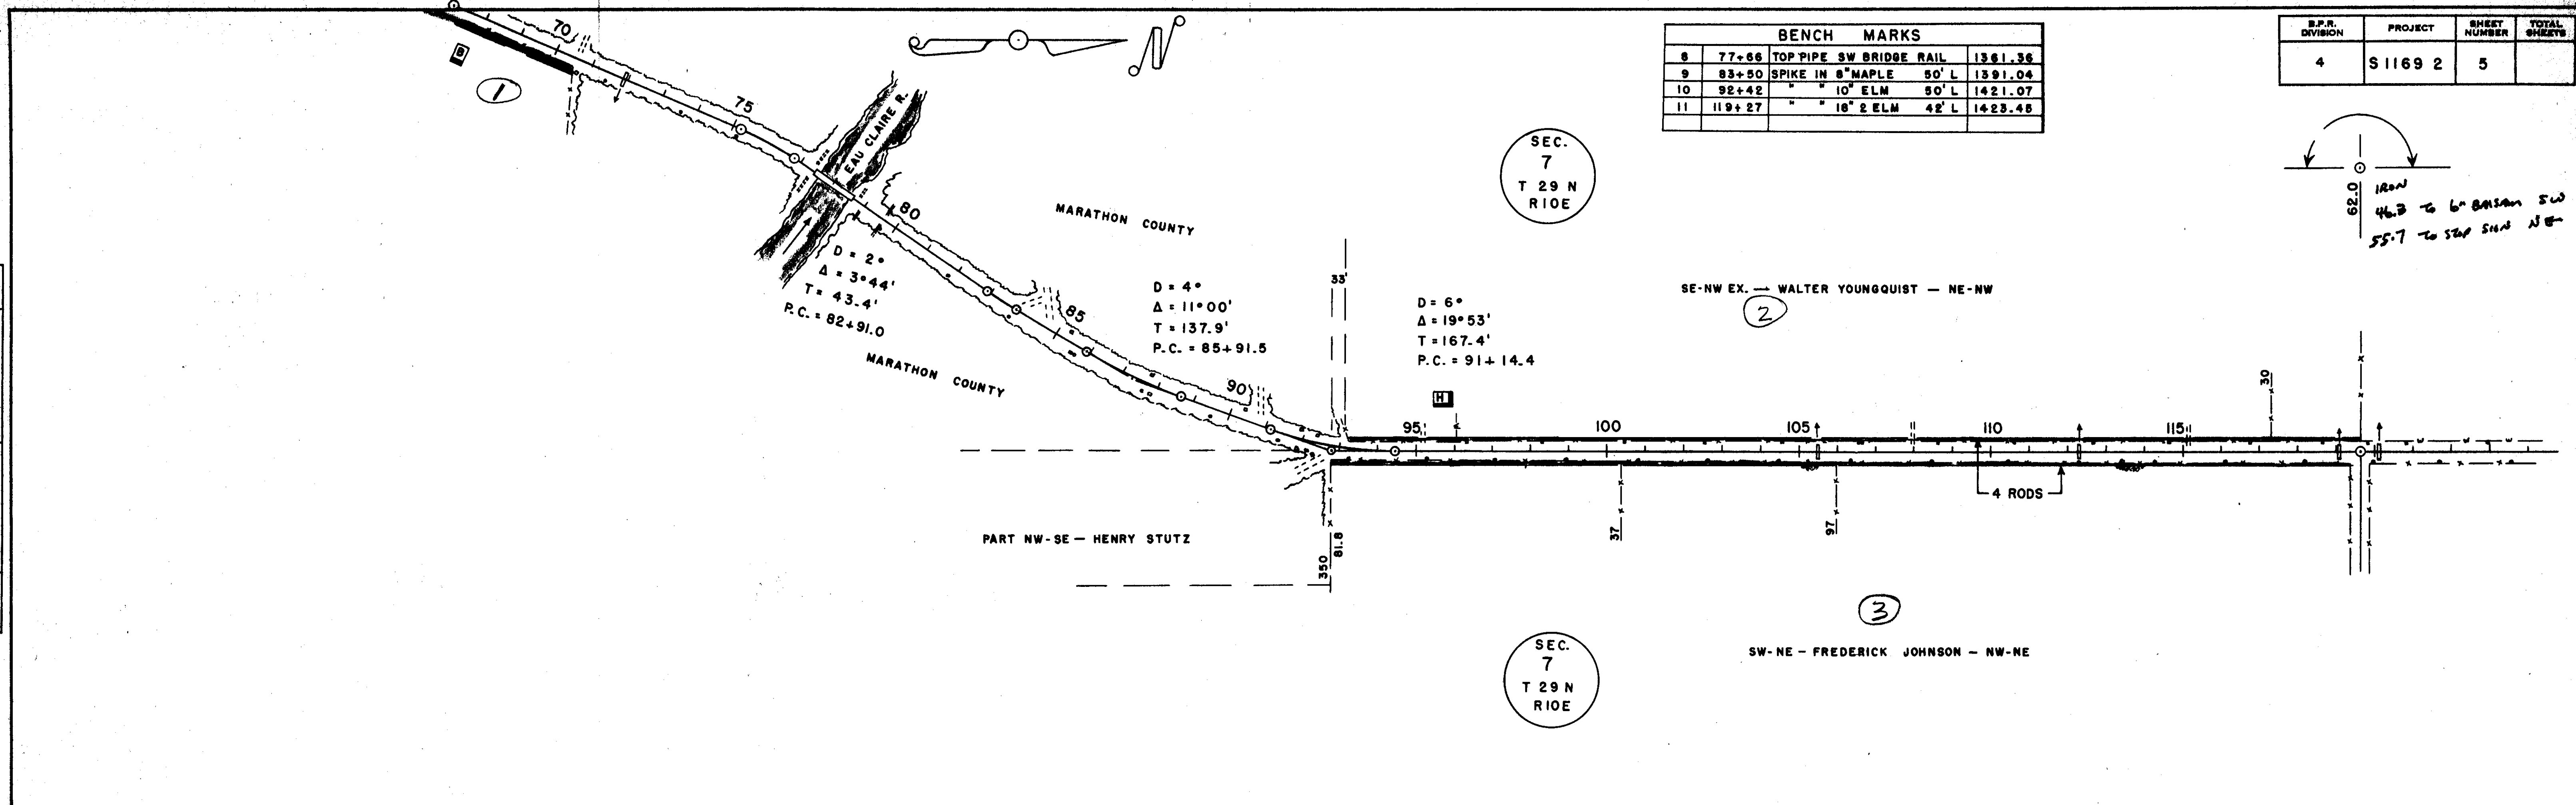 BENCH MARKS
8 77+66 TOP PIPE SW BRIDGE RAIL 1361.36
9 83+50 SPIKE IN 8" MAPLE 50' L 1391.04
10 92+42 " " 10" ELM 50' L 1421.07
11 119+27 " " 18" 2 ELM 42' L 1423.45
B.P.R. DIVISION PROJECT SHEET NUMBER TOTAL SHEETS
4 S 1169 2 5
N
70
B
1
75
EAU CLAIRE R.
80
SEC.
7
T 29 N
R10E
62.0
IRON
46.3 to 6" BALSAM SW
55.7 to STOP SIGN NE
MARATHON COUNTY
D = 2°
Δ = 3°44'
T = 43.4'
P.C. = 82+91.0
MARATHON COUNTY
85
D = 4°
Δ = 11°00'
T = 137.9'
P.C. = 85+91.5
33'
D = 6°
Δ = 19°53'
T = 167.4'
P.C. = 91+14.4
SE-NW EX. — WALTER YOUNGQUIST — NE-NW
2
90
H
30
95 100 105 110 115
4 RODS
37
97
PART NW-SE — HENRY STUTZ
350
81.8
3
SW-NE — FREDERICK JOHNSON — NW-NE
SEC.
7
T 29 N
R10E